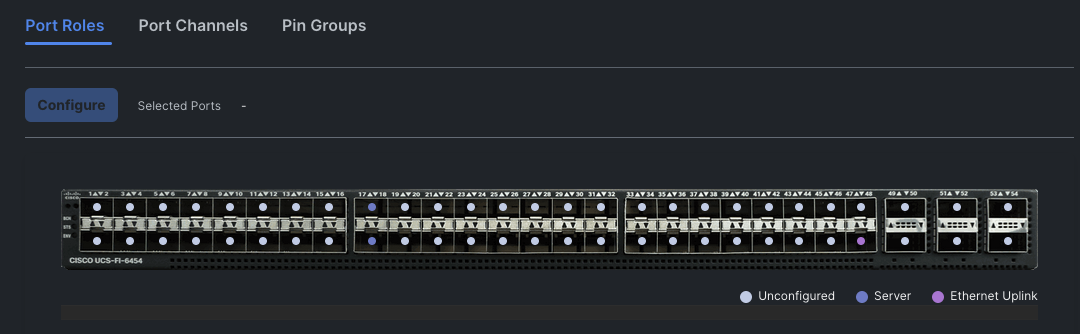 Port Roles Port Channels Pin Groups
Configure Selected Ports -
1▲▼2 3▲▼4 5▲▼6 7▲▼8 9▲▼10 11▲▼12 13▲▼14 15▲▼16 17▲▼18 19▲▼20 21▲▼22 23▲▼24 25▲▼26 27▲▼28 29▲▼30 31▲▼32 33▲▼34 35▲▼36 37▲▼38 39▲▼40 41▲▼42 43▲▼44 45▲▼46 47▲▼48 49▲▼50 51▲▼52 53▲▼54
BCN
STS
ENV
CISCO UCS-FI-6454
Unconfigured Server Ethernet Uplink